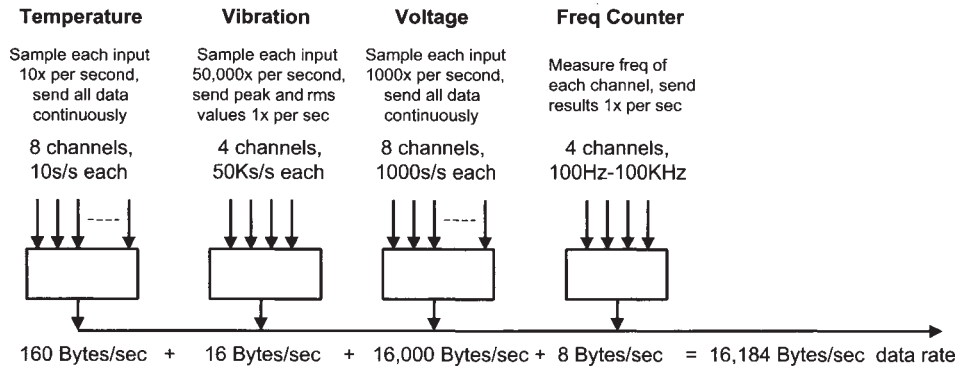 Temperature
Vibration
Voltage
Freq Counter
Sample each input
10x per second,
send all data
continuously
Sample each input
50,000x per second,
send peak and rms
values 1x per sec
Sample each input
1000x per second,
send all data
continuously
Measure freq of
each channel, send
results 1x per sec
8 channels,
10s/s each
4 channels,
50Ks/s each
8 channels,
1000s/s each
4 channels,
100Hz-100KHz
160 Bytes/sec + 16 Bytes/sec + 16,000 Bytes/sec + 8 Bytes/sec = 16,184 Bytes/sec data rate